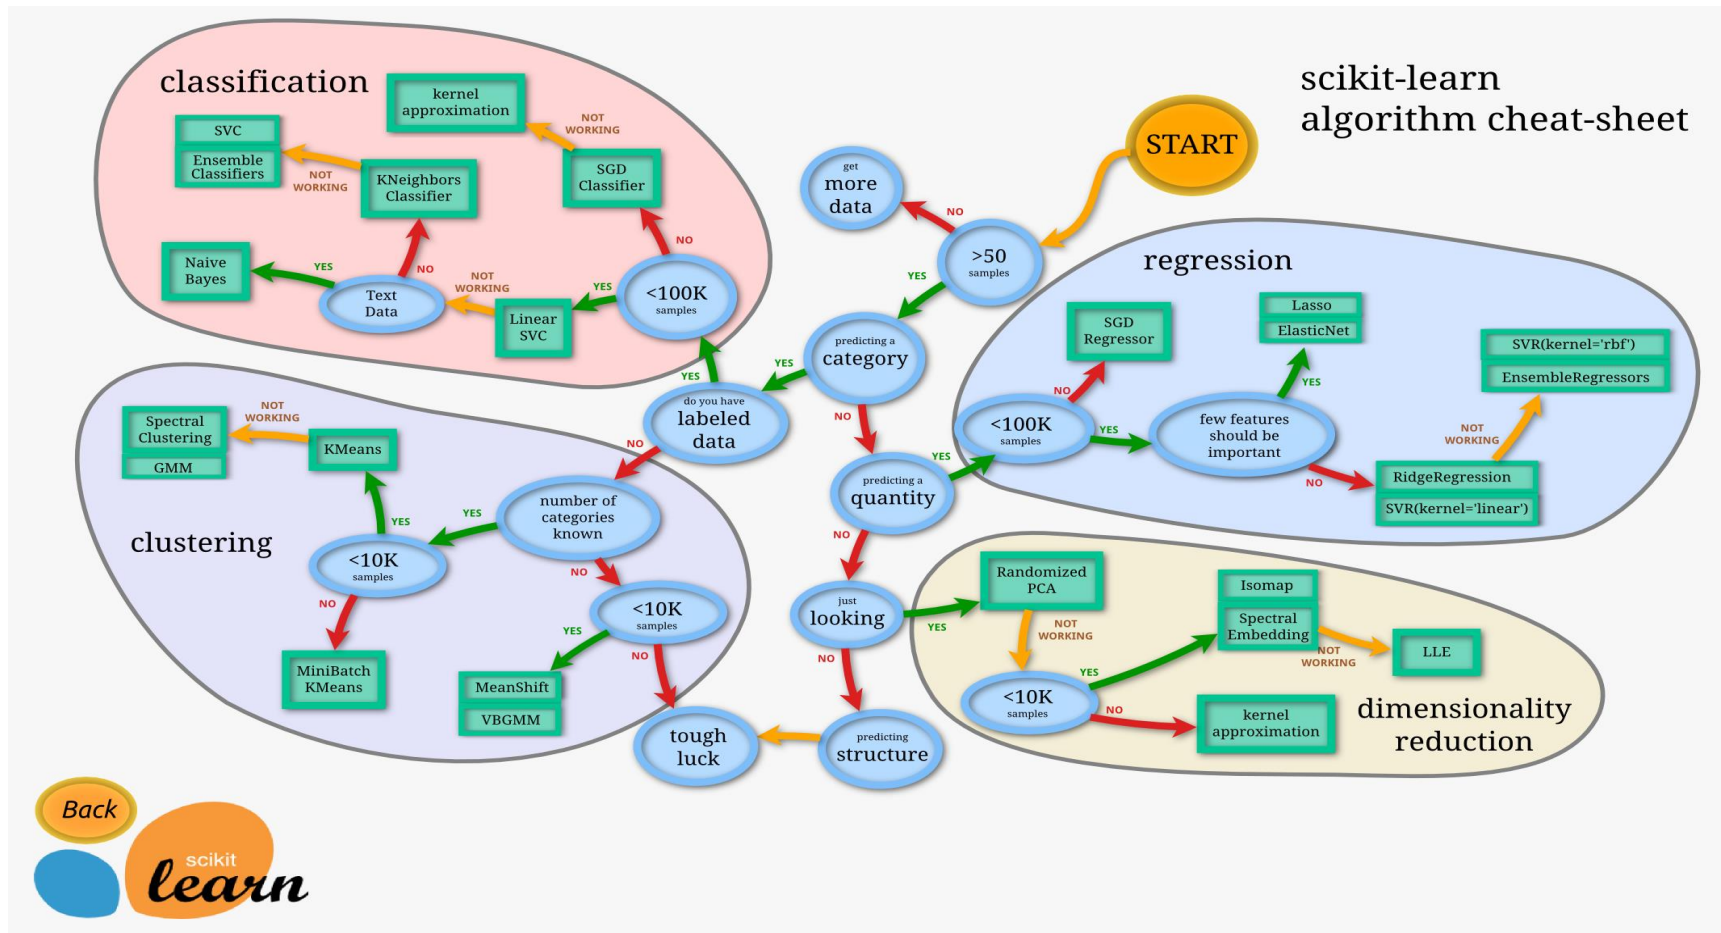 scikit-learn
algorithm cheat-sheet
START
classification
kernel
approximation
NOT
WORKING
SVC
Ensemble
Classifiers
NOT
WORKING
KNeighbors
Classifier
SGD
Classifier
NO
Naive
Bayes
YES
Text
Data
NO
NOT
WORKING
Linear
SVC
YES
<100K
samples
YES
get
more
data
NO
>50
samples
YES
predicting a
category
YES
NO
do you have
labeled
data
NO
predicting a
quantity
YES
NO
just
looking
YES
NO
predicting
structure
tough
luck
regression
SGD
Regressor
NO
<100K
samples
YES
Lasso
ElasticNet
YES
few features
should be
important
NO
SVR(kernel='rbf')
EnsembleRegressors
NOT
WORKING
RidgeRegression
SVR(kernel='linear')
clustering
Spectral
Clustering
GMM
NOT
WORKING
KMeans
YES
<10K
samples
NO
MiniBatch
KMeans
YES
number of
categories
known
NO
<10K
samples
YES
NO
MeanShift
VBGMM
dimensionality
reduction
Randomized
PCA
NOT
WORKING
<10K
samples
YES
NO
Isomap
Spectral
Embedding
NOT
WORKING
LLE
kernel
approximation
Back
scikit
learn